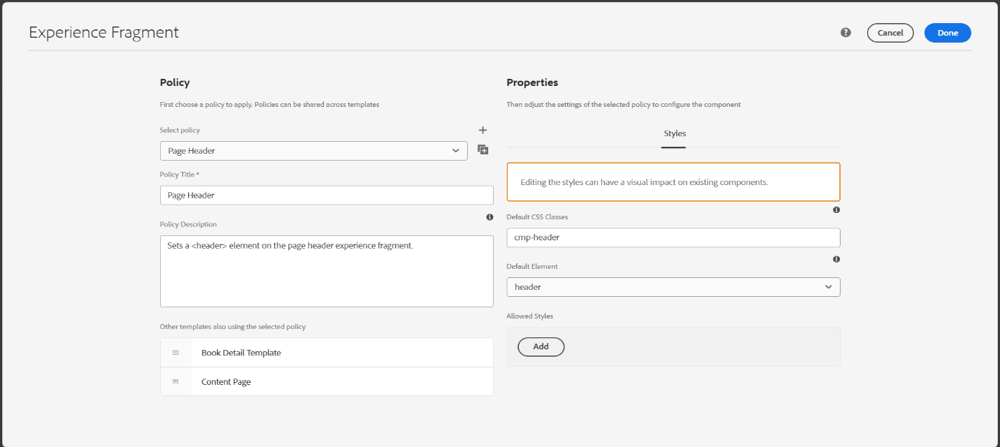 Experience Fragment
Cancel
Done
Policy
First choose a policy to apply. Policies can be shared across templates
Select policy
Page Header
Policy Title *
Page Header
Policy Description
Sets a <header> element on the page header experience fragment.
Other templates also using the selected policy
Book Detail Template
Content Page
Properties
Then adjust the settings of the selected policy to configure the component
Styles
Editing the styles can have a visual impact on existing components.
Default CSS Classes
cmp-header
Default Element
header
Allowed Styles
Add